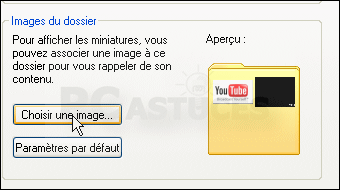 Images du dossier
Pour afficher les miniatures, vous
pouvez associer une image à ce
dossier pour vous rappeler de son
contenu.
Aperçu :
YouTube
PC ASTUCES
Choisir une image...
Paramètres par défaut